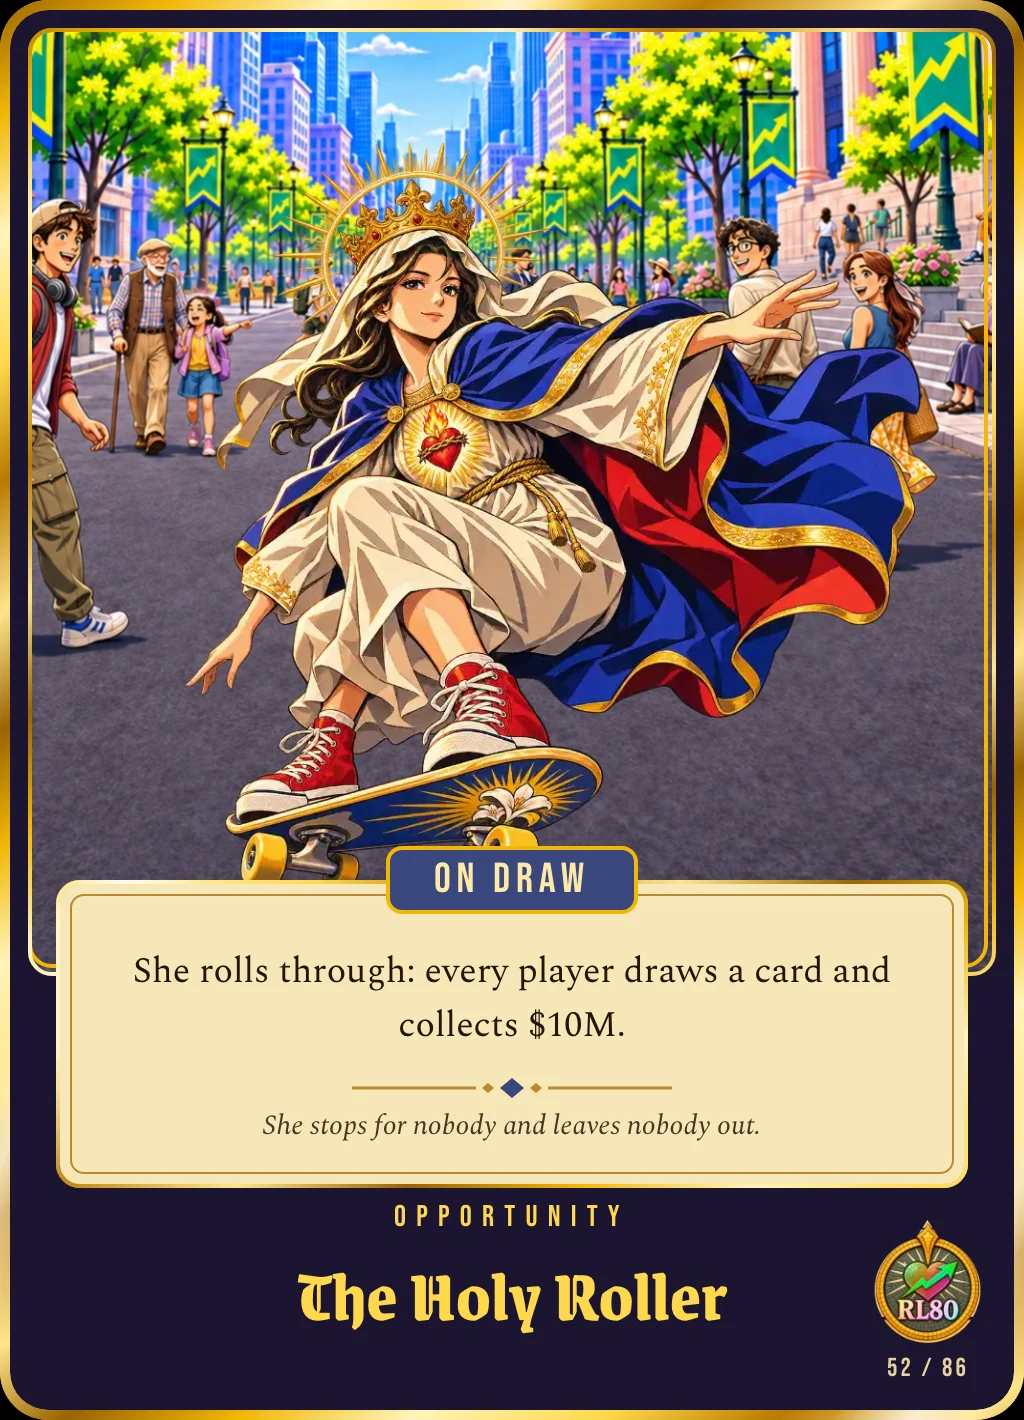 ON DRAW
She rolls through: every player draws a card and
collects $10M.
She stops for nobody and leaves nobody out.
OPPORTUNITY
The Holy Roller
RL80
52 / 86